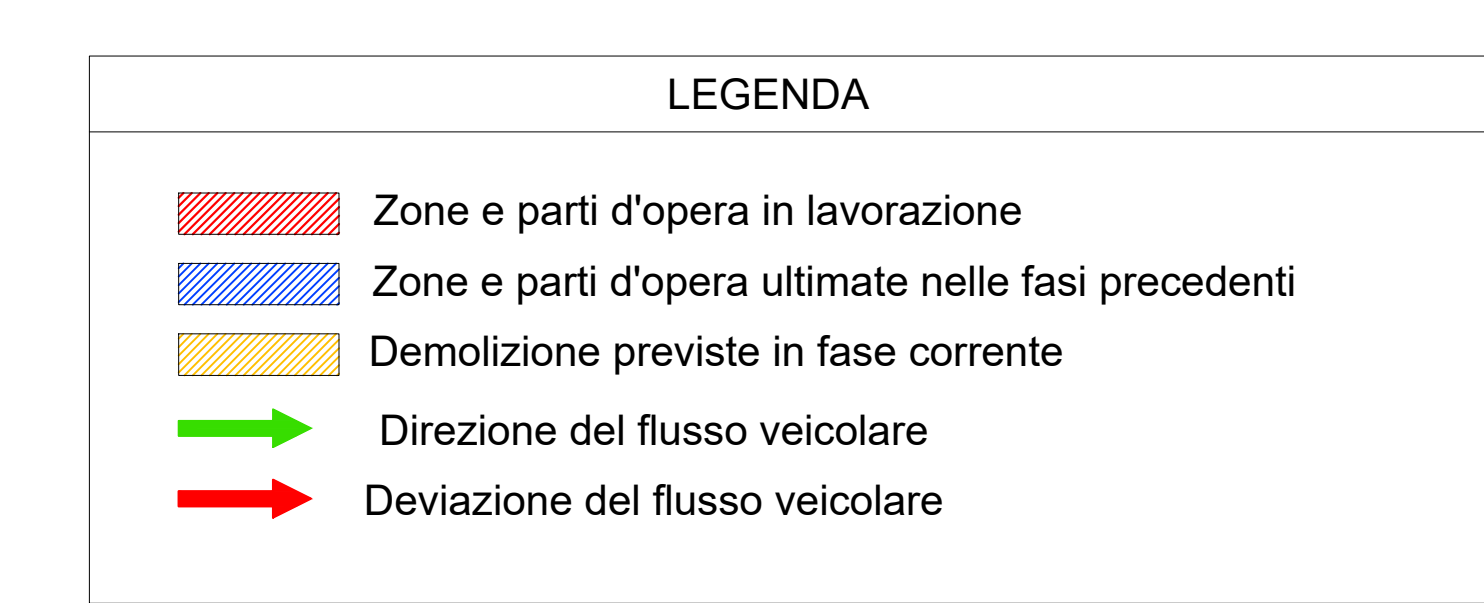 LEGENDA
Zone e parti d'opera in lavorazione
Zone e parti d'opera ultimate nelle fasi precedenti
Demolizione previste in fase corrente
Direzione del flusso veicolare
Deviazione del flusso veicolare